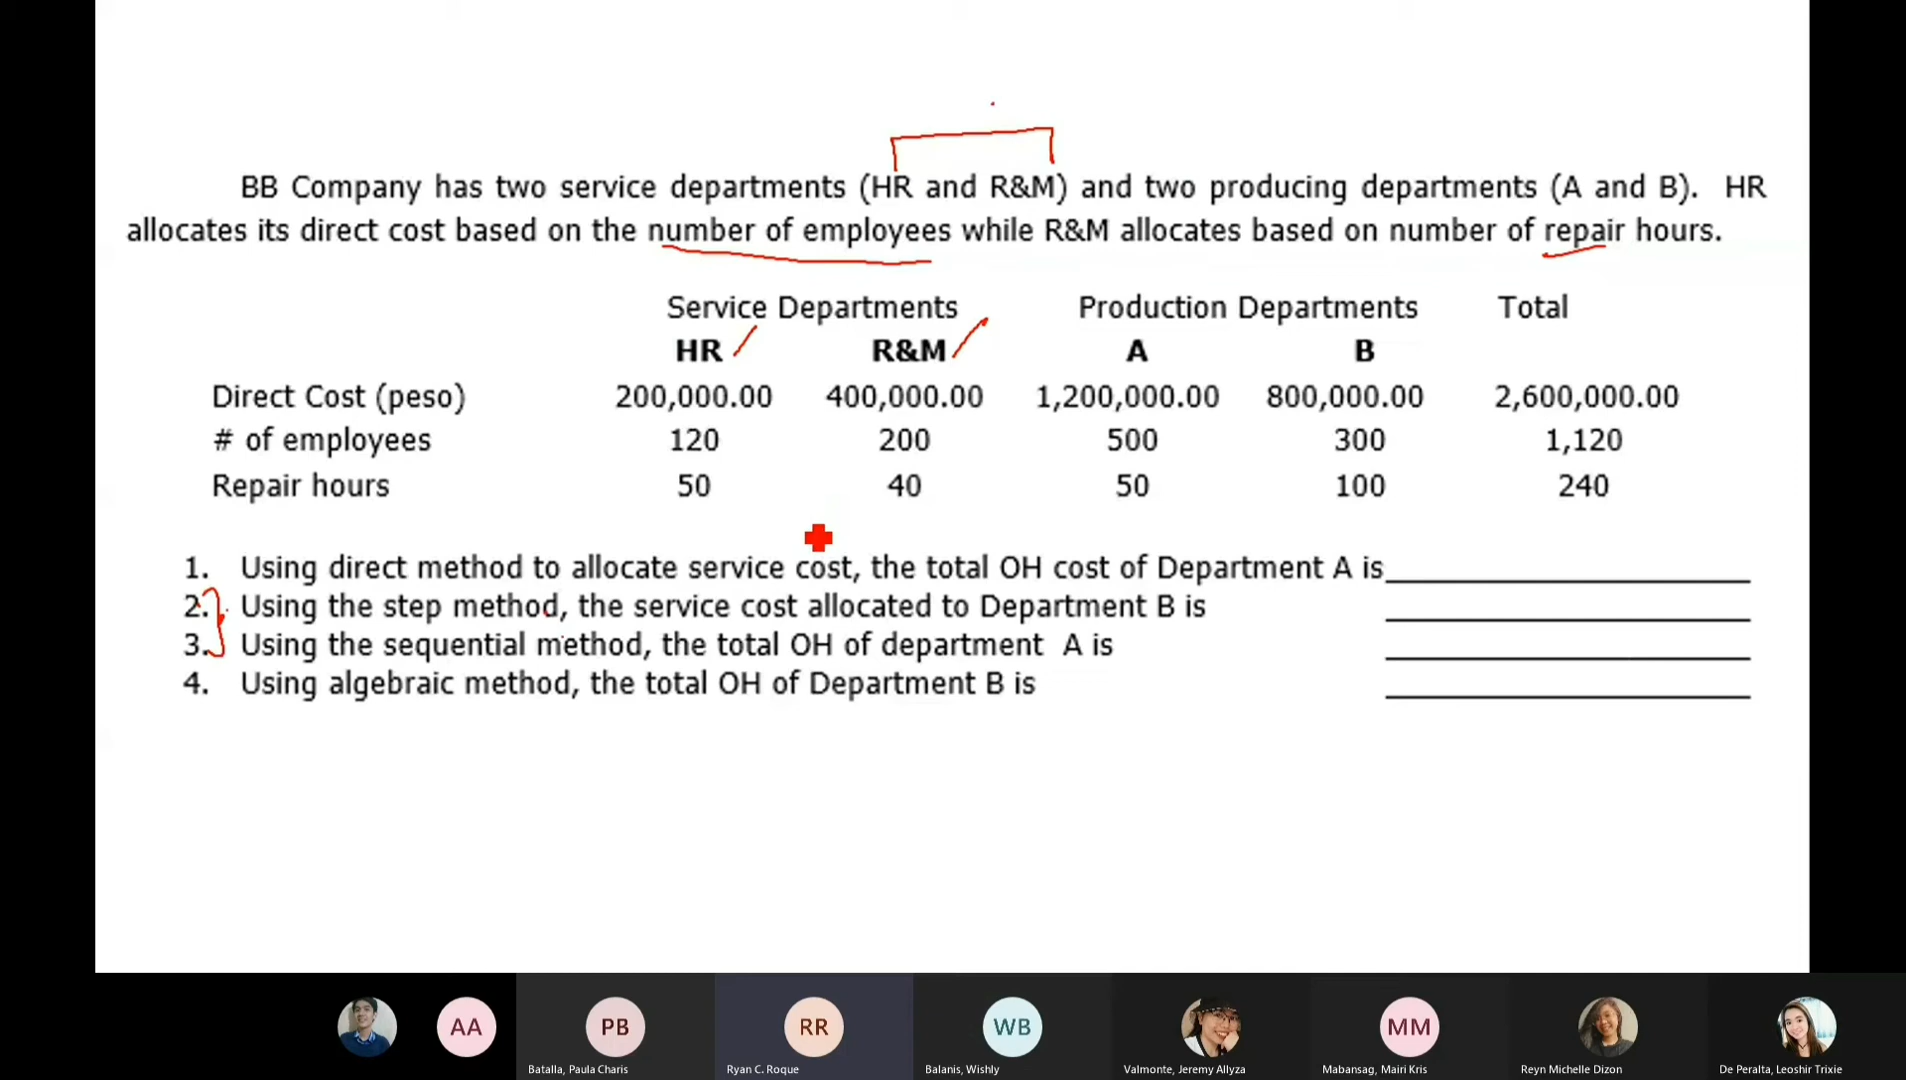 BB Company has two service departments (HR and R&M) and two producing departments (A and B). HR
allocates its direct cost based on the number of employees while R&M allocates based on number of repair hours.
Service Departments Production Departments Total
HR R&M A B
Direct Cost (peso) 200,000.00 400,000.00 1,200,000.00 800,000.00 2,600,000.00
# of employees 120 200 500 300 1,120
Repair hours 50 40 50 100 240
1. Using direct method to allocate service cost, the total OH cost of Department A is
2. Using the step method, the service cost allocated to Department B is
3. Using the sequential method, the total OH of department A is
4. Using algebraic method, the total OH of Department B is
AA PB RR WB MM
Batalla, Paula Charis Ryan C. Roque Balanis, Wishly Valmonte, Jeremy Allyza Mabansag, Mairi Kris Reyn Michelle Dizon De Peralta, Leoshir Trixie